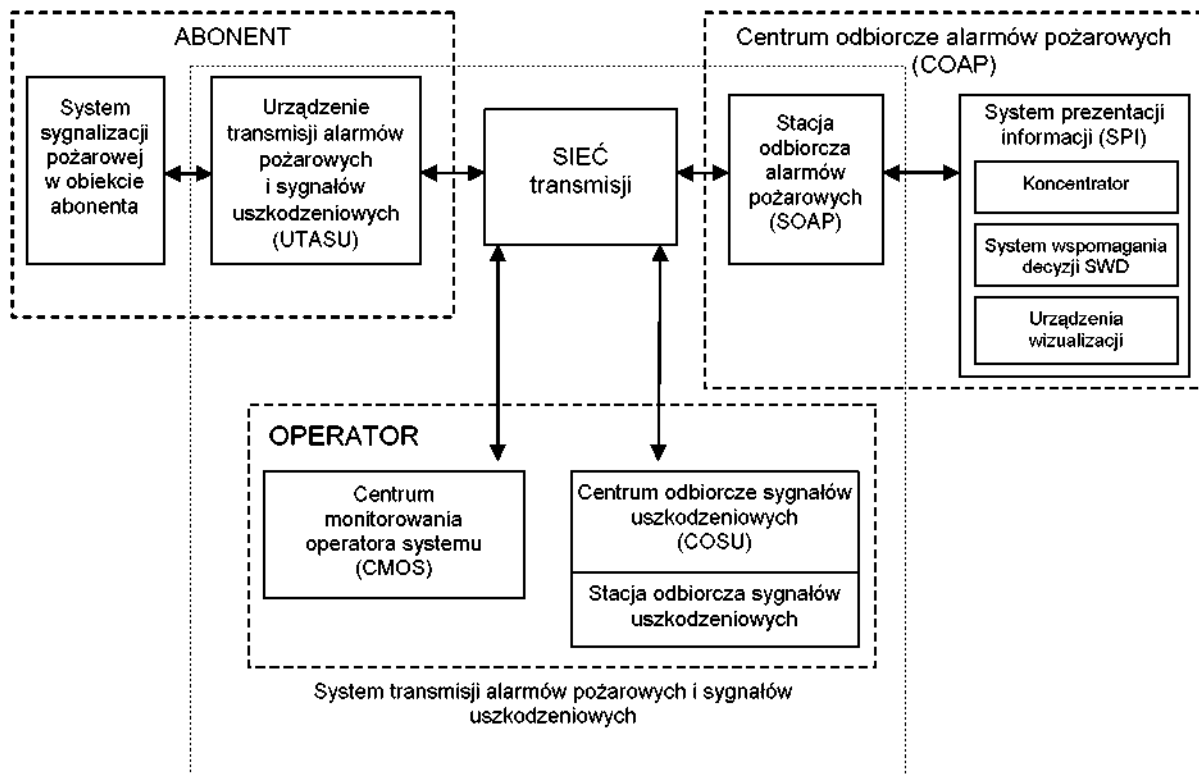 ABONENT
System
sygnalizacji
pożarowej
w obiekcie
abonenta
Urządzenie
transmisji alarmów
pożarowych
i sygnałów
uszkodzeniowych
(UTASU)
SIEĆ
transmisji
Centrum odbiorcze alarmów pożarowych
(COAP)
Stacja
odbiorcza
alarmów
pożarowych
(SOAP)
System prezentacji
informacji (SPI)
Koncentrator
System wspomagania
decyzji SWD
Urządzenia
wizualizacji
OPERATOR
Centrum
monitorowania
operatora systemu
(CMOS)
Centrum odbiorcze sygnałów
uszkodzeniowych
(COSU)
Stacja odbiorcza sygnałów
uszkodzeniowych
System transmisji alarmów pożarowych i sygnałów
uszkodzeniowych